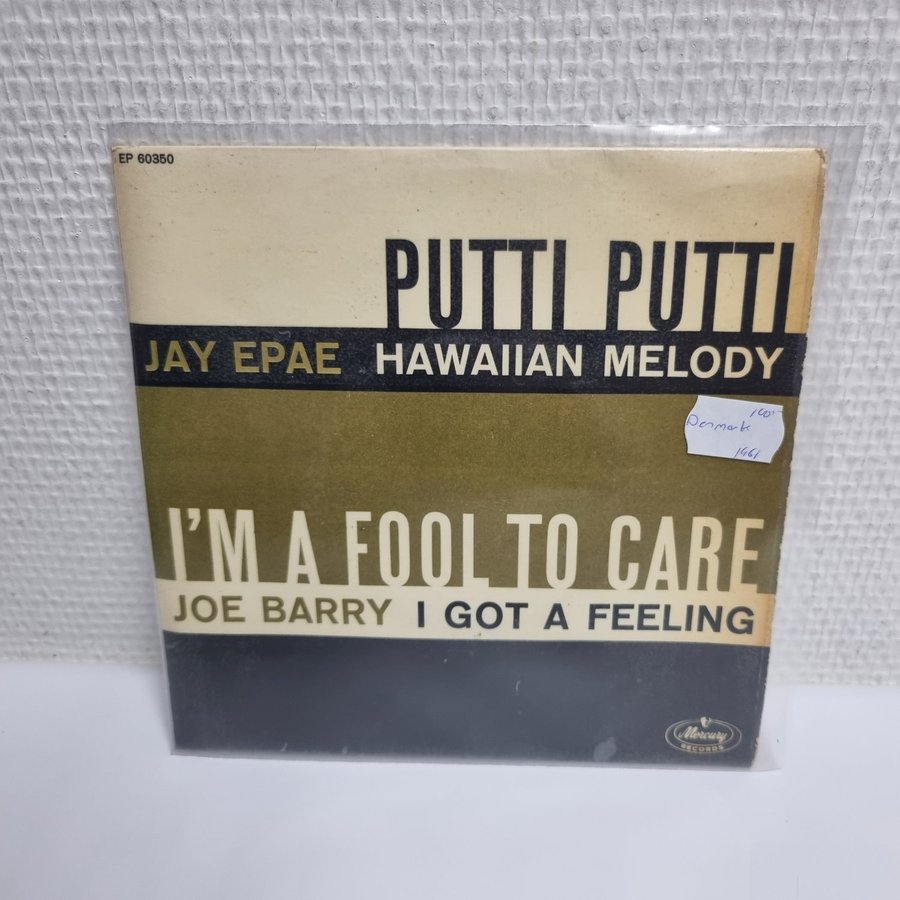 EP 60350
PUTTI PUTTI
JAY EPAE HAWAIIAN MELODY
Denmark
1961
I'M A FOOL TO CARE
JOE BARRY I GOT A FEELING
Mercury
RECORDS